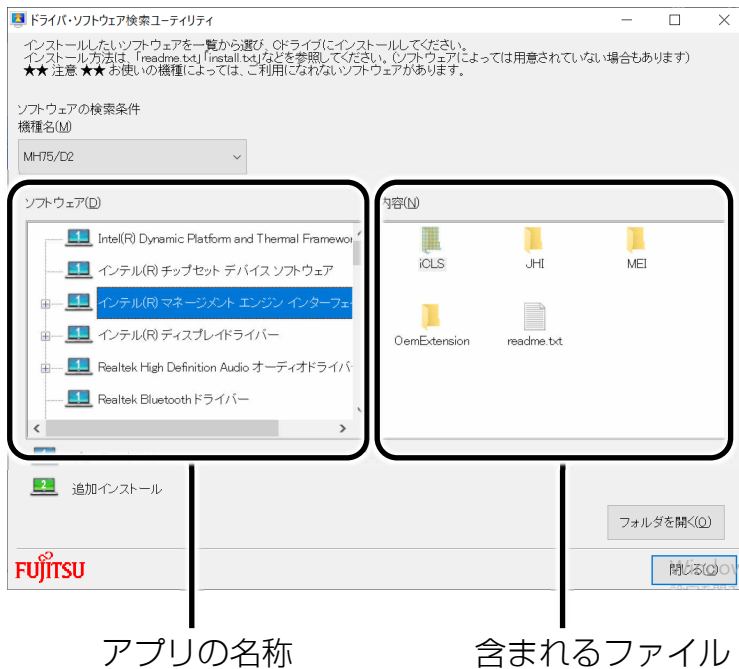 ドライバ・ソフトウェア検索ユーティリティ
インストールしたいソフトウェアを一覧から選び、Cドライブにインストールしてください。
インストール方法は、「readme.txt」「install.txt」などを参照してください。(ソフトウェアによっては用意されていない場合もあります)
★★ 注意 ★★ お使いの機種によっては、ご利用になれないソフトウェアがあります。
ソフトウェアの検索条件
機種名(M)
MH75/D2
ソフトウェア(D)
Intel(R) Dynamic Platform and Thermal Framewor
インテル(R) チップセット デバイス ソフトウェア
インテル(R) マネージメント エンジン インターフェ
インテル(R) ディスプレイドライバー
Realtek High Definition Audio オーディオドライバ
Realtek Bluetooth ドライバー
内容(N)
iCLS
JHI
MEI
OemExtension
readme.txt
追加インストール
フォルダを開く(O)
FUJITSU
閉じる(C)
アプリの名称
含まれるファイル